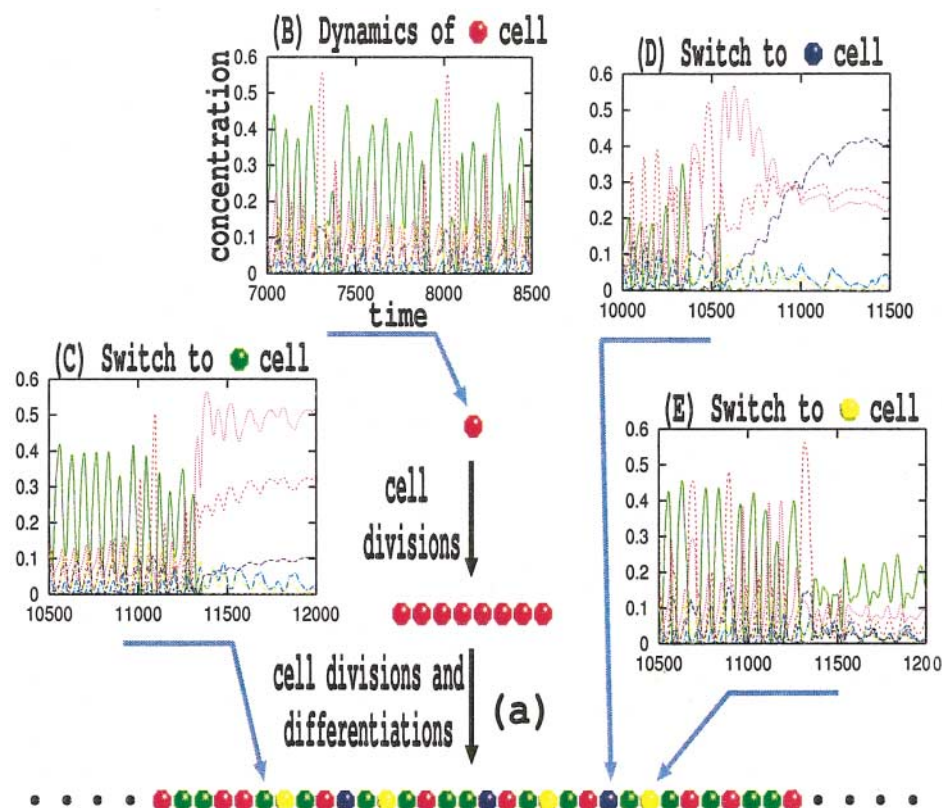 (B) Dynamics of cell
concentration
0.6
0.5
0.4
0.3
0.2
0.1
0
7000 7500 8000 8500
time
(D) Switch to cell
0.6
0.5
0.4
0.3
0.2
0.1
0
10000 10500 11000 11500
(C) Switch to cell
0.6
0.5
0.4
0.3
0.2
0.1
0
10500 11000 11500 12000
(E) Switch to cell
0.6
0.5
0.4
0.3
0.2
0.1
0
10500 11000 11500 120 0
cell
divisions
cell divisions and
differentiations
(a)